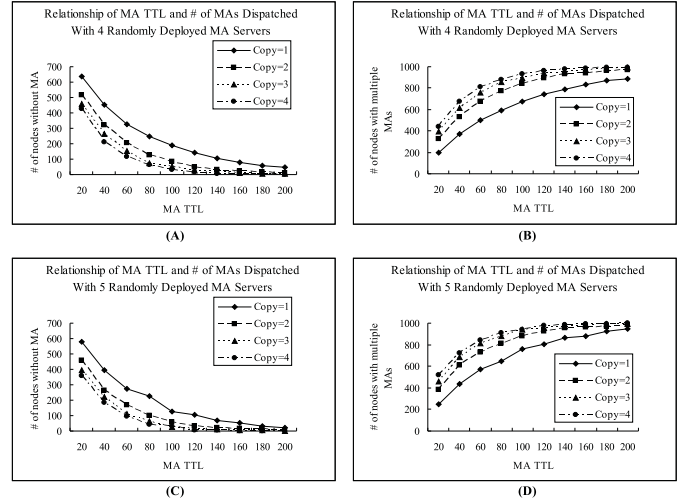 Relationship of MA TTL and # of MAs Dispatched
With 4 Randomly Deployed MA Servers
# of nodes without MA
700
600
500
400
300
200
100
0
20 40 60 80 100 120 140 160 180 200
MA TTL
Copy=1
Copy=2
Copy=3
Copy=4
(A)
Relationship of MA TTL and # of MAs Dispatched
With 4 Randomly Deployed MA Servers
# of nodes with multiple
MAs
1000
800
600
400
200
0
20 40 60 80 100 120 140 160 180 200
MA TTL
Copy=1
Copy=2
Copy=3
Copy=4
(B)
Relationship of MA TTL and # of MAs Dispatched
With 5 Randomly Deployed MA Servers
# of nodes without MA
700
600
500
400
300
200
100
0
20 40 60 80 100 120 140 160 180 200
MA TTL
Copy=1
Copy=2
Copy=3
Copy=4
(C)
Relationship of MA TTL and # of MAs Dispatched
With 5 Randomly Deployed MA Servers
# of nodes with multiple
MAs
1000
800
600
400
200
0
20 40 60 80 100 120 140 160 180 200
MA TTL
Copy=1
Copy=2
Copy=3
Copy=4
(D)